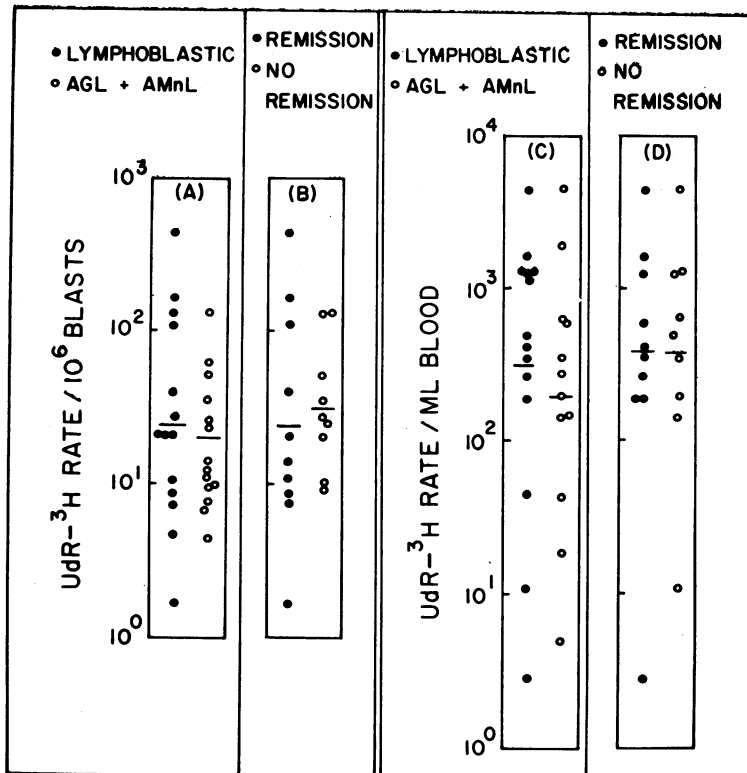 ● LYMPHOBLASTIC
○ AGL + AMnL
● REMISSION
○ NO
REMISSION
● LYMPHOBLASTIC
○ AGL + AMnL
● REMISSION
○ NO
REMISSION
UdR-³H RATE/10⁶ BLASTS
10³
10²
10¹
10⁰
(A)
(B)
UdR-³H RATE/ML BLOOD
10⁴
10³
10²
10¹
10⁰
(C)
(D)